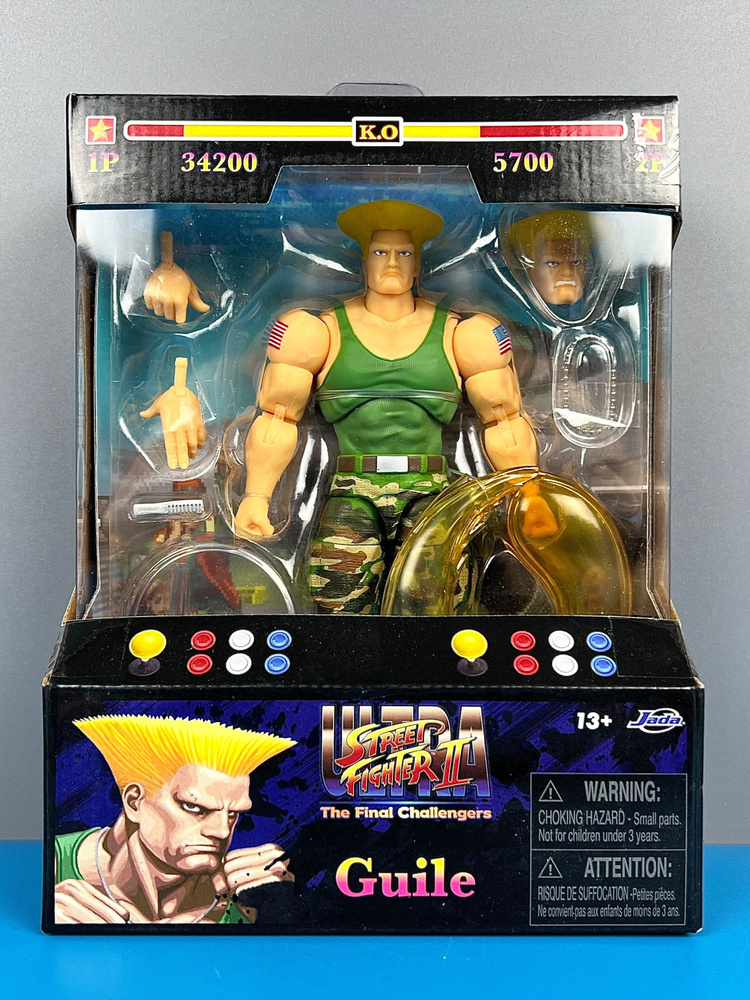 K.O
1P 34200 5700 2P
13+ Jada
ULTRA
STREET
FIGHTER II
The Final Challengers
Guile
WARNING:
CHOKING HAZARD - Small parts.
Not for children under 3 years.
ATTENTION:
RISQUE DE SUFFOCATION -Petites pièces.
Ne convient pas aux enfants de moins de 3 ans.